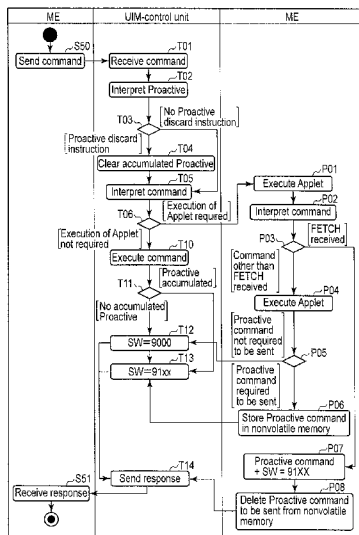 ME
UIM-control unit
ME
S50
Send command
T01
Receive command
T02
Interpret Proactive
T03
[No Proactive
discard instruction]
[Proactive discard
instruction]
T04
Clear accumulated Proactive
T05
Interpret command
T06
[Execution of
Applet required]
[Execution of Applet
not required]
T10
Execute command
T11
[Proactive
accumulated]
[No accumulated
Proactive]
T12
SW=9000
T13
SW=91xx
T14
Send response
S51
Receive response
P01
Execute Applet
P02
Interpret command
P03
[FETCH
received]
[Command
other than
FETCH
received]
P04
Execute Applet
[Proactive
command
not required
to be sent]
P05
[Proactive
command
required
to be sent]
P06
Store Proactive command
in nonvolatile memory
P07
Proactive command
+ SW = 91XX
P08
Delete Proactive command
to be sent from nonvolatile
memory